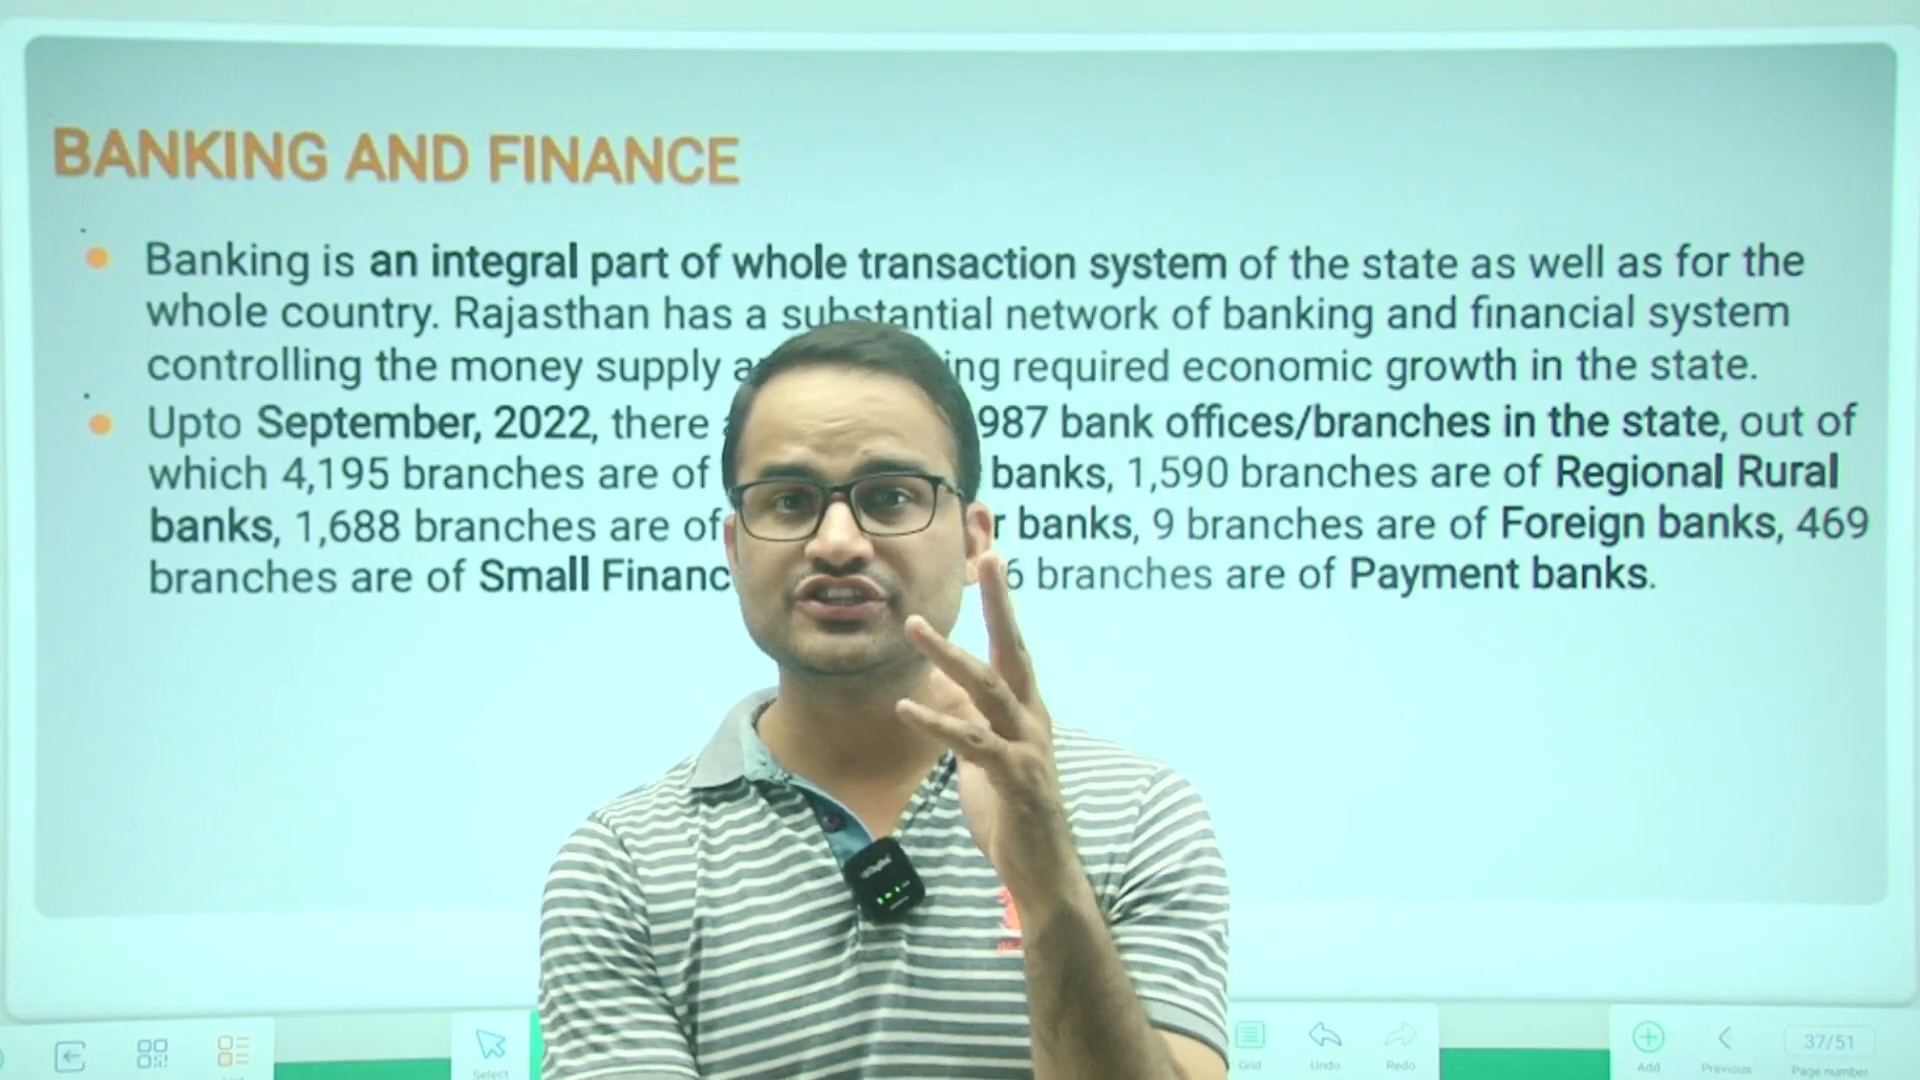 BANKING AND FINANCE
Banking is an integral part of whole transaction system of the state as well as for the
whole country. Rajasthan has a substantial network of banking and financial system
controlling the money supply required economic growth in the state.
Upto September, 2022, there 987 bank offices/branches in the state, out of
which 4,195 branches are of banks, 1,590 branches are of Regional Rural
banks, 1,688 branches are of banks, 9 branches are of Foreign banks, 469
branches are of Small 6 branches are of Payment banks.
Select
Grid
Undo
Redo
Add
Previous
37/51
Page number